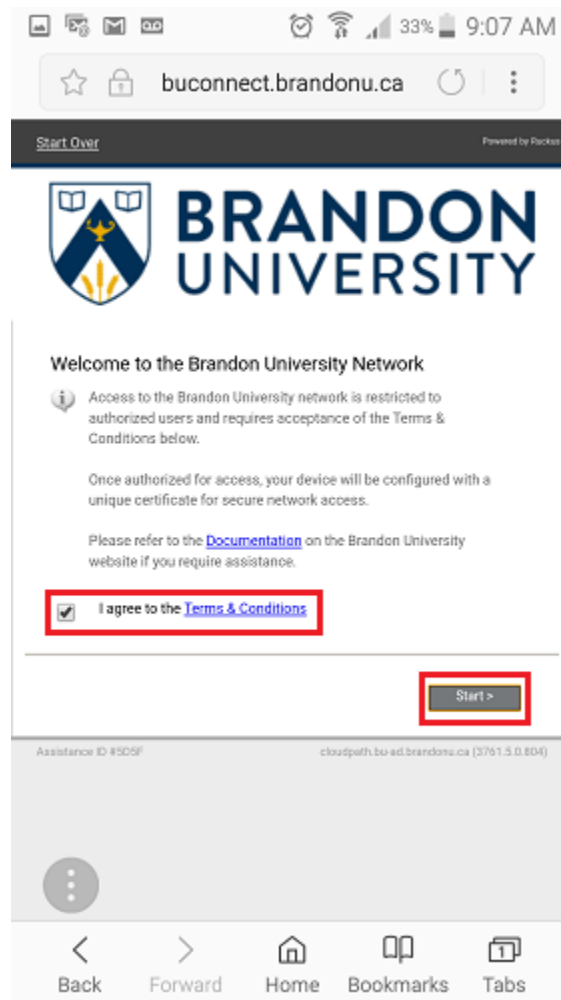 33% 9:07 AM
buconnect.brandonu.ca
Start Over
Powered by Ruckus
BRANDON
UNIVERSITY
Welcome to the Brandon University Network
Access to the Brandon University network is restricted to
authorized users and requires acceptance of the Terms &
Conditions below.
Once authorized for access, your device will be configured with a
unique certificate for secure network access.
Please refer to the Documentation on the Brandon University
website if you require assistance.
I agree to the Terms & Conditions
Start >
Assistance ID #5D5F
cloudpath.bu-ad.brandonu.ca (3761.5.0.804)
1
Back Forward Home Bookmarks Tabs